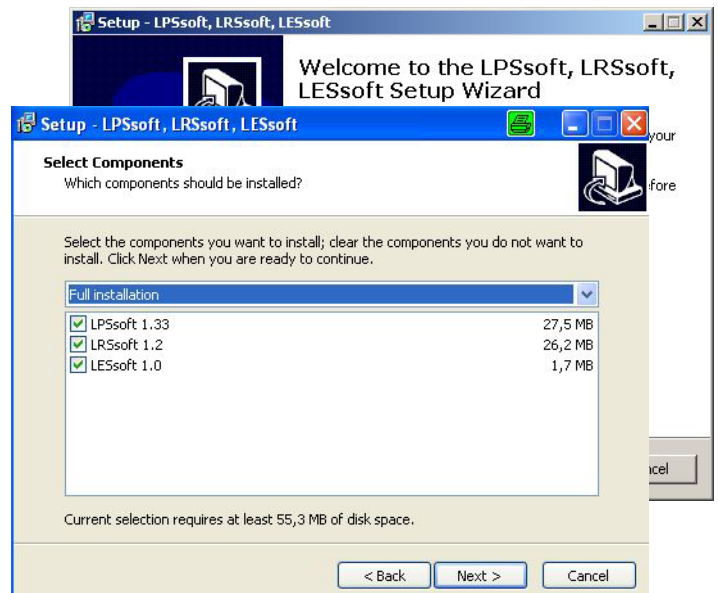 Setup - LPSsoft, LRSsoft, L
Welcome to the LPSsoft, LRSsoft,
LESsoft Setup Wizard
your
Setup - LPSsoft, LRSsoft, LESsoft
Select Components
Which components should be installed?
fore
Select the components you want to install; clear the components you do not want to
install. Click Next when you are ready to continue.
Full installation
LPSsoft 1.33 27,5 MB
LRSsoft 1.2 26,2 MB
LESsoft 1.0 1,7 MB
ncel
Current selection requires at least 55,3 MB of disk space.
< Back Next > Cancel